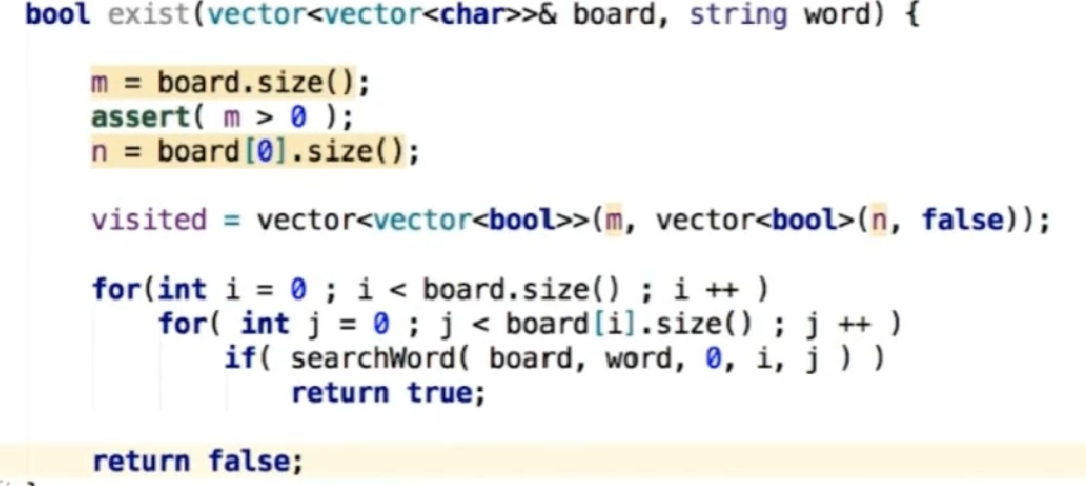 bool exist(vector<vector<char>>& board, string word) {
m = board.size();
assert( m > 0 );
n = board[0].size();
visited = vector<vector<bool>>(m, vector<bool>(n, false));
for(int i = 0 ; i < board.size() ; i ++ )
for( int j = 0 ; j < board[i].size() ; j ++ )
if( searchWord( board, word, 0, i, j ) )
return true;
return false;